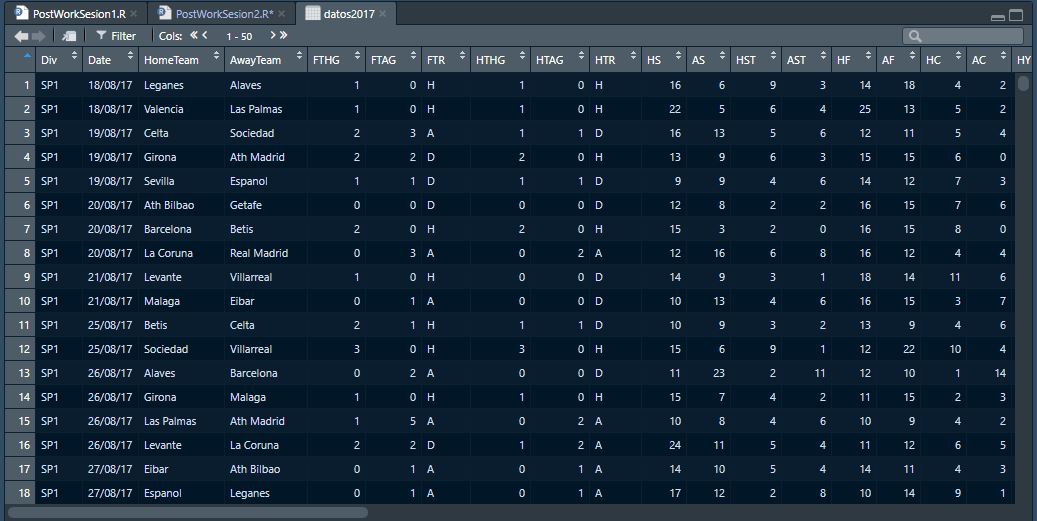 PostWorkSesion1.R PostWorkSesion2.R* datos2017
Filter Cols: 1 - 50
Div Date HomeTeam AwayTeam FTHG FTAG FTR HTHG HTAG HTR HS AS HST AST HF AF HC AC HY
1 SP1 18/08/17 Leganes Alaves 1 0 H 1 0 H 16 6 9 3 14 18 4 2
2 SP1 18/08/17 Valencia Las Palmas 1 0 H 1 0 H 22 5 6 4 25 13 5 2
3 SP1 19/08/17 Celta Sociedad 2 3 A 1 1 D 16 13 5 6 12 11 5 4
4 SP1 19/08/17 Girona Ath Madrid 2 2 D 2 0 H 13 9 6 3 15 15 6 0
5 SP1 19/08/17 Sevilla Espanol 1 1 D 1 1 D 9 9 4 6 14 12 7 3
6 SP1 20/08/17 Ath Bilbao Getafe 0 0 D 0 0 D 12 8 2 2 16 15 7 6
7 SP1 20/08/17 Barcelona Betis 2 0 H 2 0 H 15 3 2 0 16 15 8 0
8 SP1 20/08/17 La Coruna Real Madrid 0 3 A 0 2 A 12 16 6 8 16 12 4 4
9 SP1 21/08/17 Levante Villarreal 1 0 H 0 0 D 14 9 3 1 18 14 11 6
10 SP1 21/08/17 Malaga Eibar 0 1 A 0 0 D 10 13 4 6 16 15 3 7
11 SP1 25/08/17 Betis Celta 2 1 H 1 1 D 10 9 3 2 13 9 4 6
12 SP1 25/08/17 Sociedad Villarreal 3 0 H 3 0 H 15 6 9 1 12 22 10 4
13 SP1 26/08/17 Alaves Barcelona 0 2 A 0 0 D 11 23 2 11 12 10 1 14
14 SP1 26/08/17 Girona Malaga 1 0 H 1 0 H 15 7 4 2 11 15 2 3
15 SP1 26/08/17 Las Palmas Ath Madrid 1 5 A 0 2 A 10 8 4 6 10 9 4 2
16 SP1 26/08/17 Levante La Coruna 2 2 D 1 2 A 24 11 5 4 11 12 6 5
17 SP1 27/08/17 Eibar Ath Bilbao 0 1 A 0 1 A 14 10 5 4 14 11 4 3
18 SP1 27/08/17 Espanol Leganes 0 1 A 0 1 A 17 12 2 8 10 14 9 1